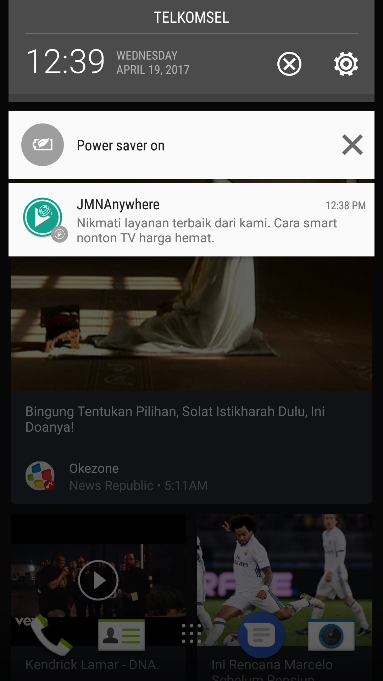 TELKOMSEL
12:39
WEDNESDAY
APRIL 19, 2017
Power saver on
JMNAnywhere
12:38 PM
Nikmati layanan terbaik dari kami. Cara smart
nonton TV harga hemat.
Bingung Tentukan Pilihan, Solat Istikharah Dulu, Ini
Doanya!
Okezone
News Republic • 5:11AM
Kendrick Lamar - DNA.
Ini Rencana Marcelo
Sebelum Pensiun